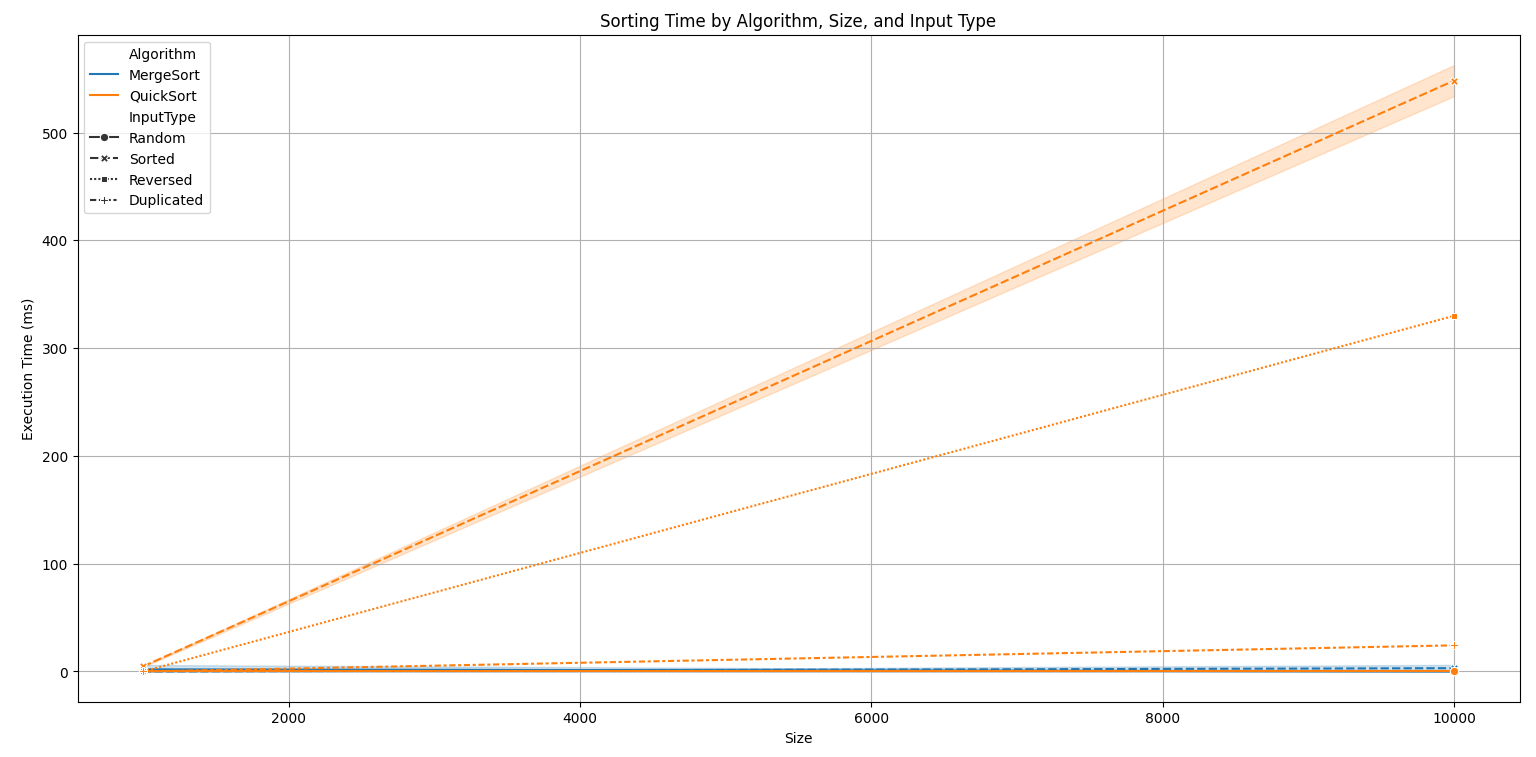 Sorting Time by Algorithm, Size, and Input Type
Algorithm
MergeSort
QuickSort
InputType
Random
Sorted
Reversed
Duplicated
Execution Time (ms)
500
400
300
200
100
0
2000
4000
6000
8000
10000
Size